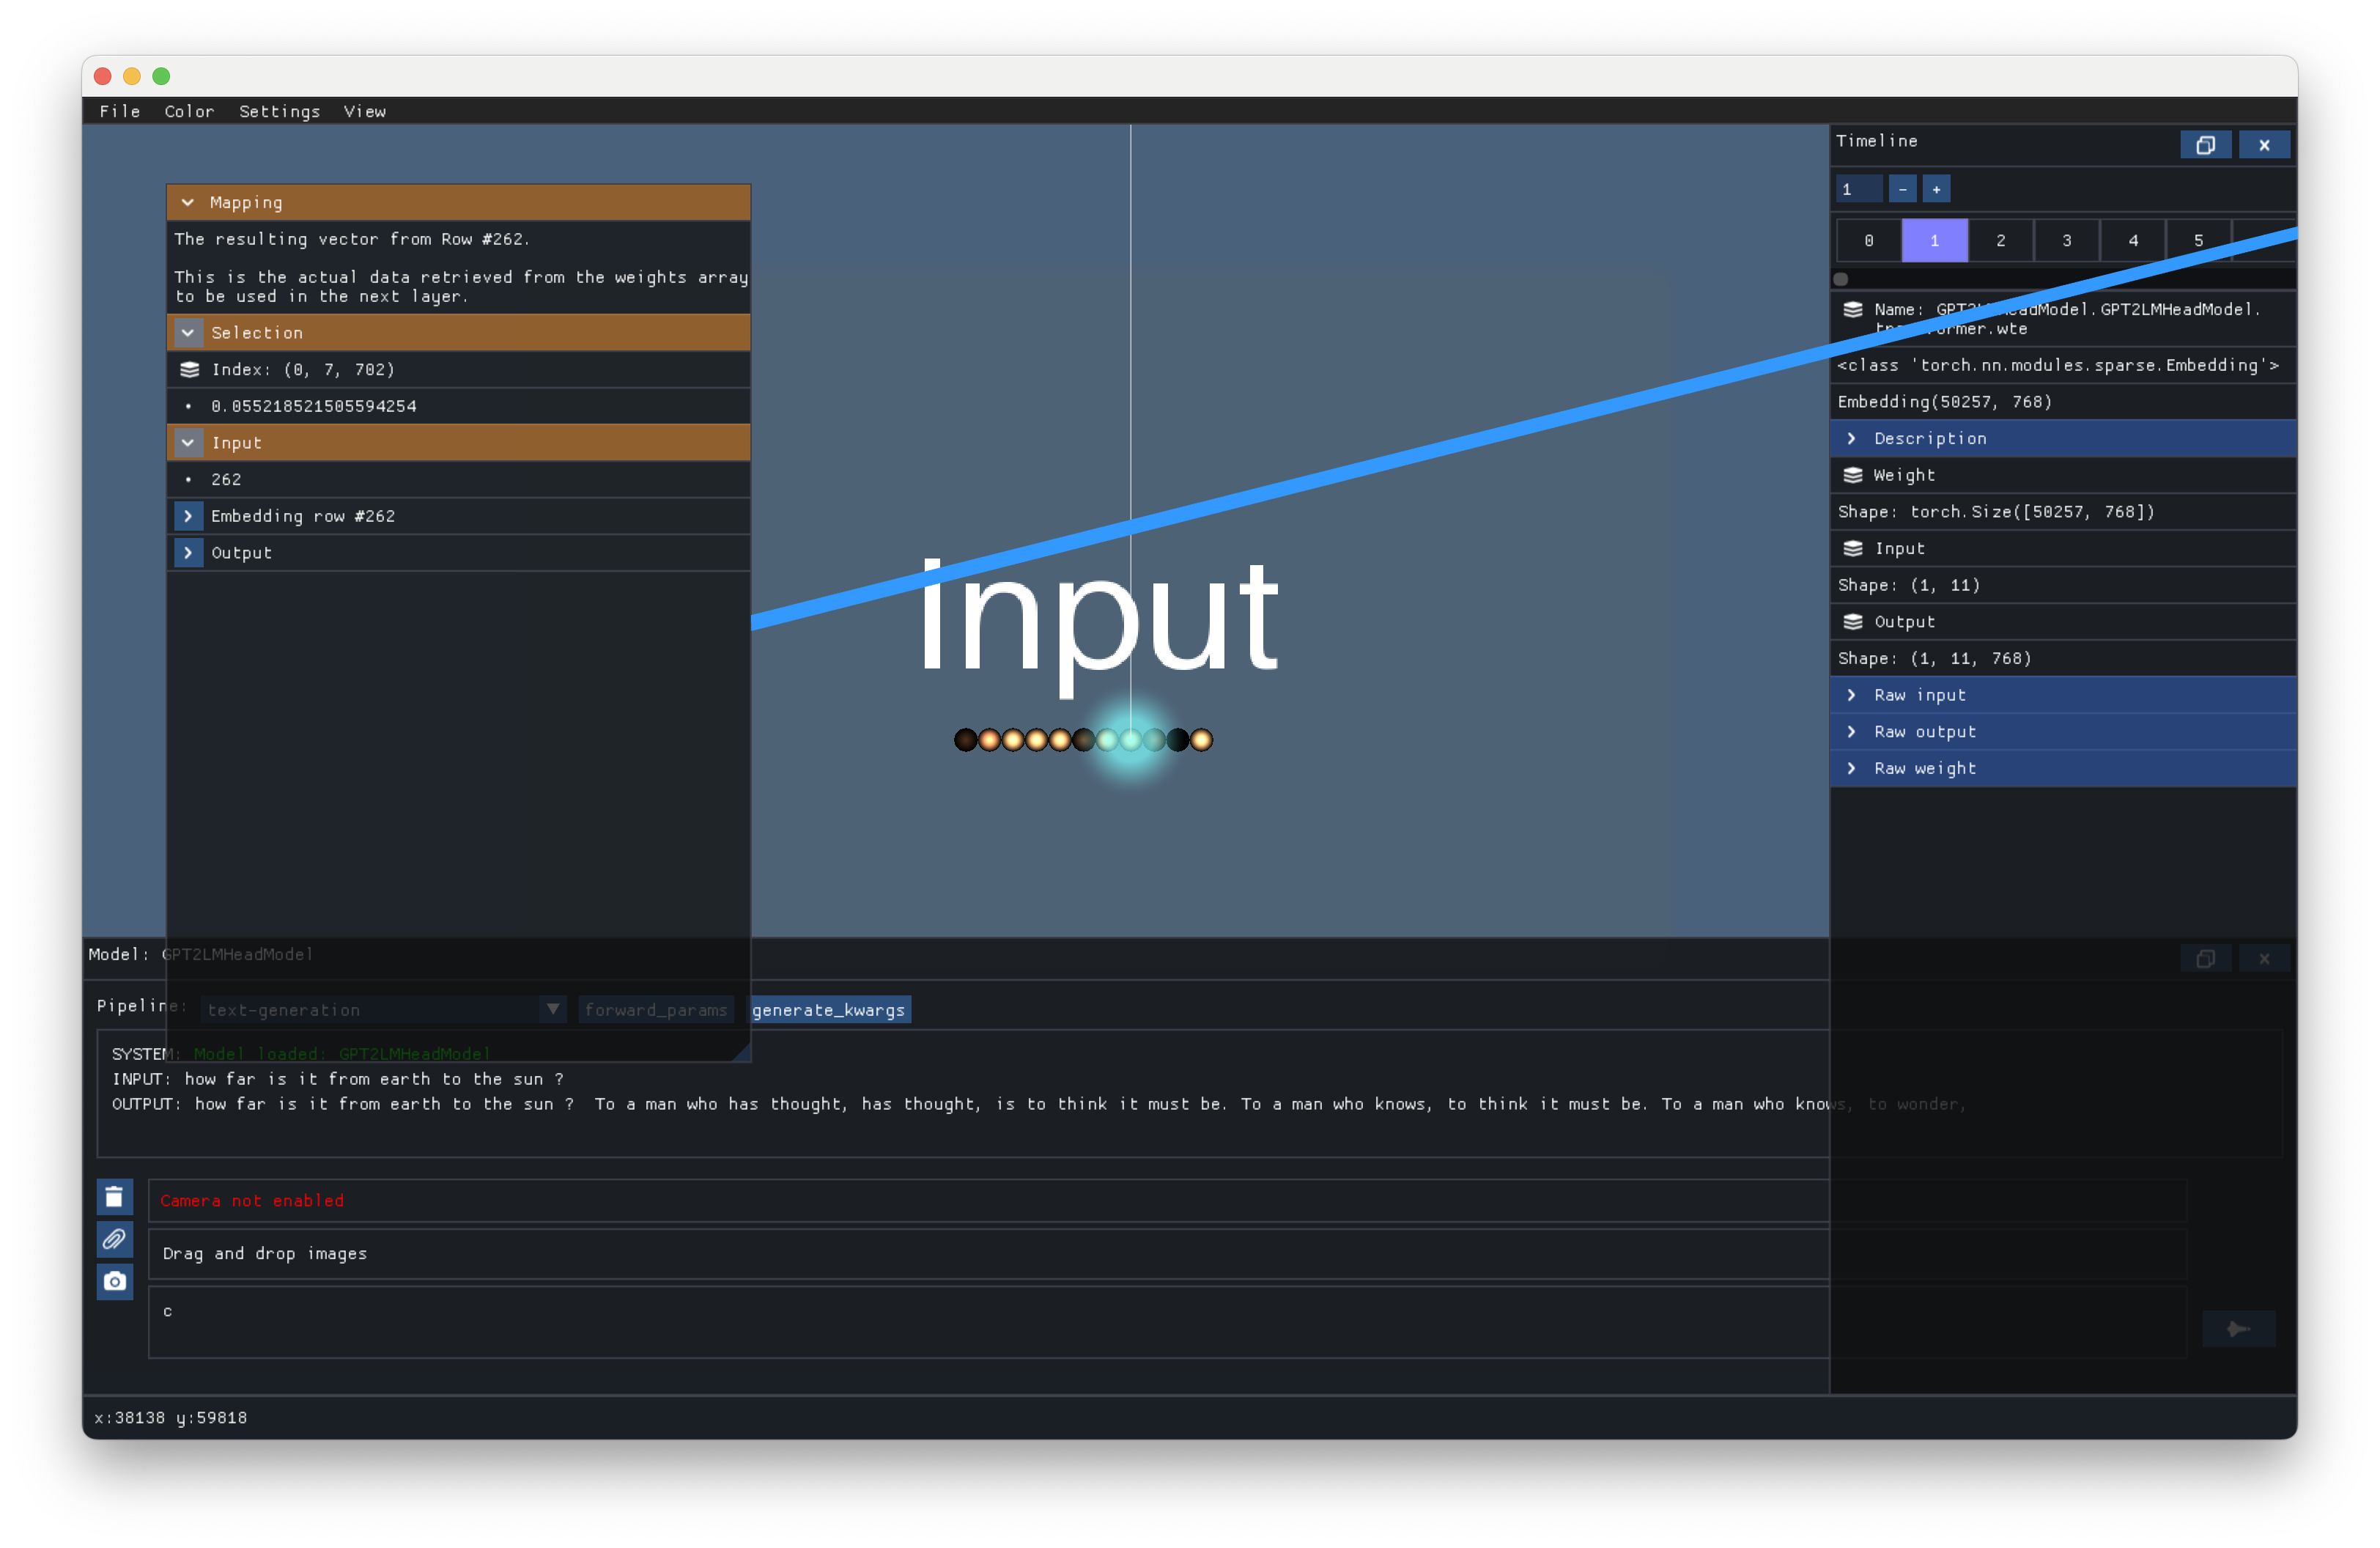 File Color Settings View
Mapping
The resulting vector from Row #262.
This is the actual data retrieved from the weights array
to be used in the next layer.
Selection
Index: (0, 7, 702)
• 0.055218521505594254
Input
• 262
Embedding row #262
Output
input
Timeline
x
1 - +
0 1 2 3 4 5
Name: GPT2LMHeadModel.GPT2LMHeadModel.
transformer.wte
<class 'torch.nn.modules.sparse.Embedding'>
Embedding(50257, 768)
Description
Weight
Shape: torch.Size([50257, 768])
Input
Shape: (1, 11)
Output
Shape: (1, 11, 768)
Raw input
Raw output
Raw weight
Model: GPT2LMHeadModel
x
Pipeline: text-generation forward_params generate_kwargs
SYSTEM: Model loaded: GPT2LMHeadModel
INPUT: how far is it from earth to the sun ?
OUTPUT: how far is it from earth to the sun ? To a man who has thought, has thought, is to think it must be. To a man who knows, to think it must be. To a man who knows, to wonder,
Camera not enabled
Drag and drop images
c
x:38138 y:59818